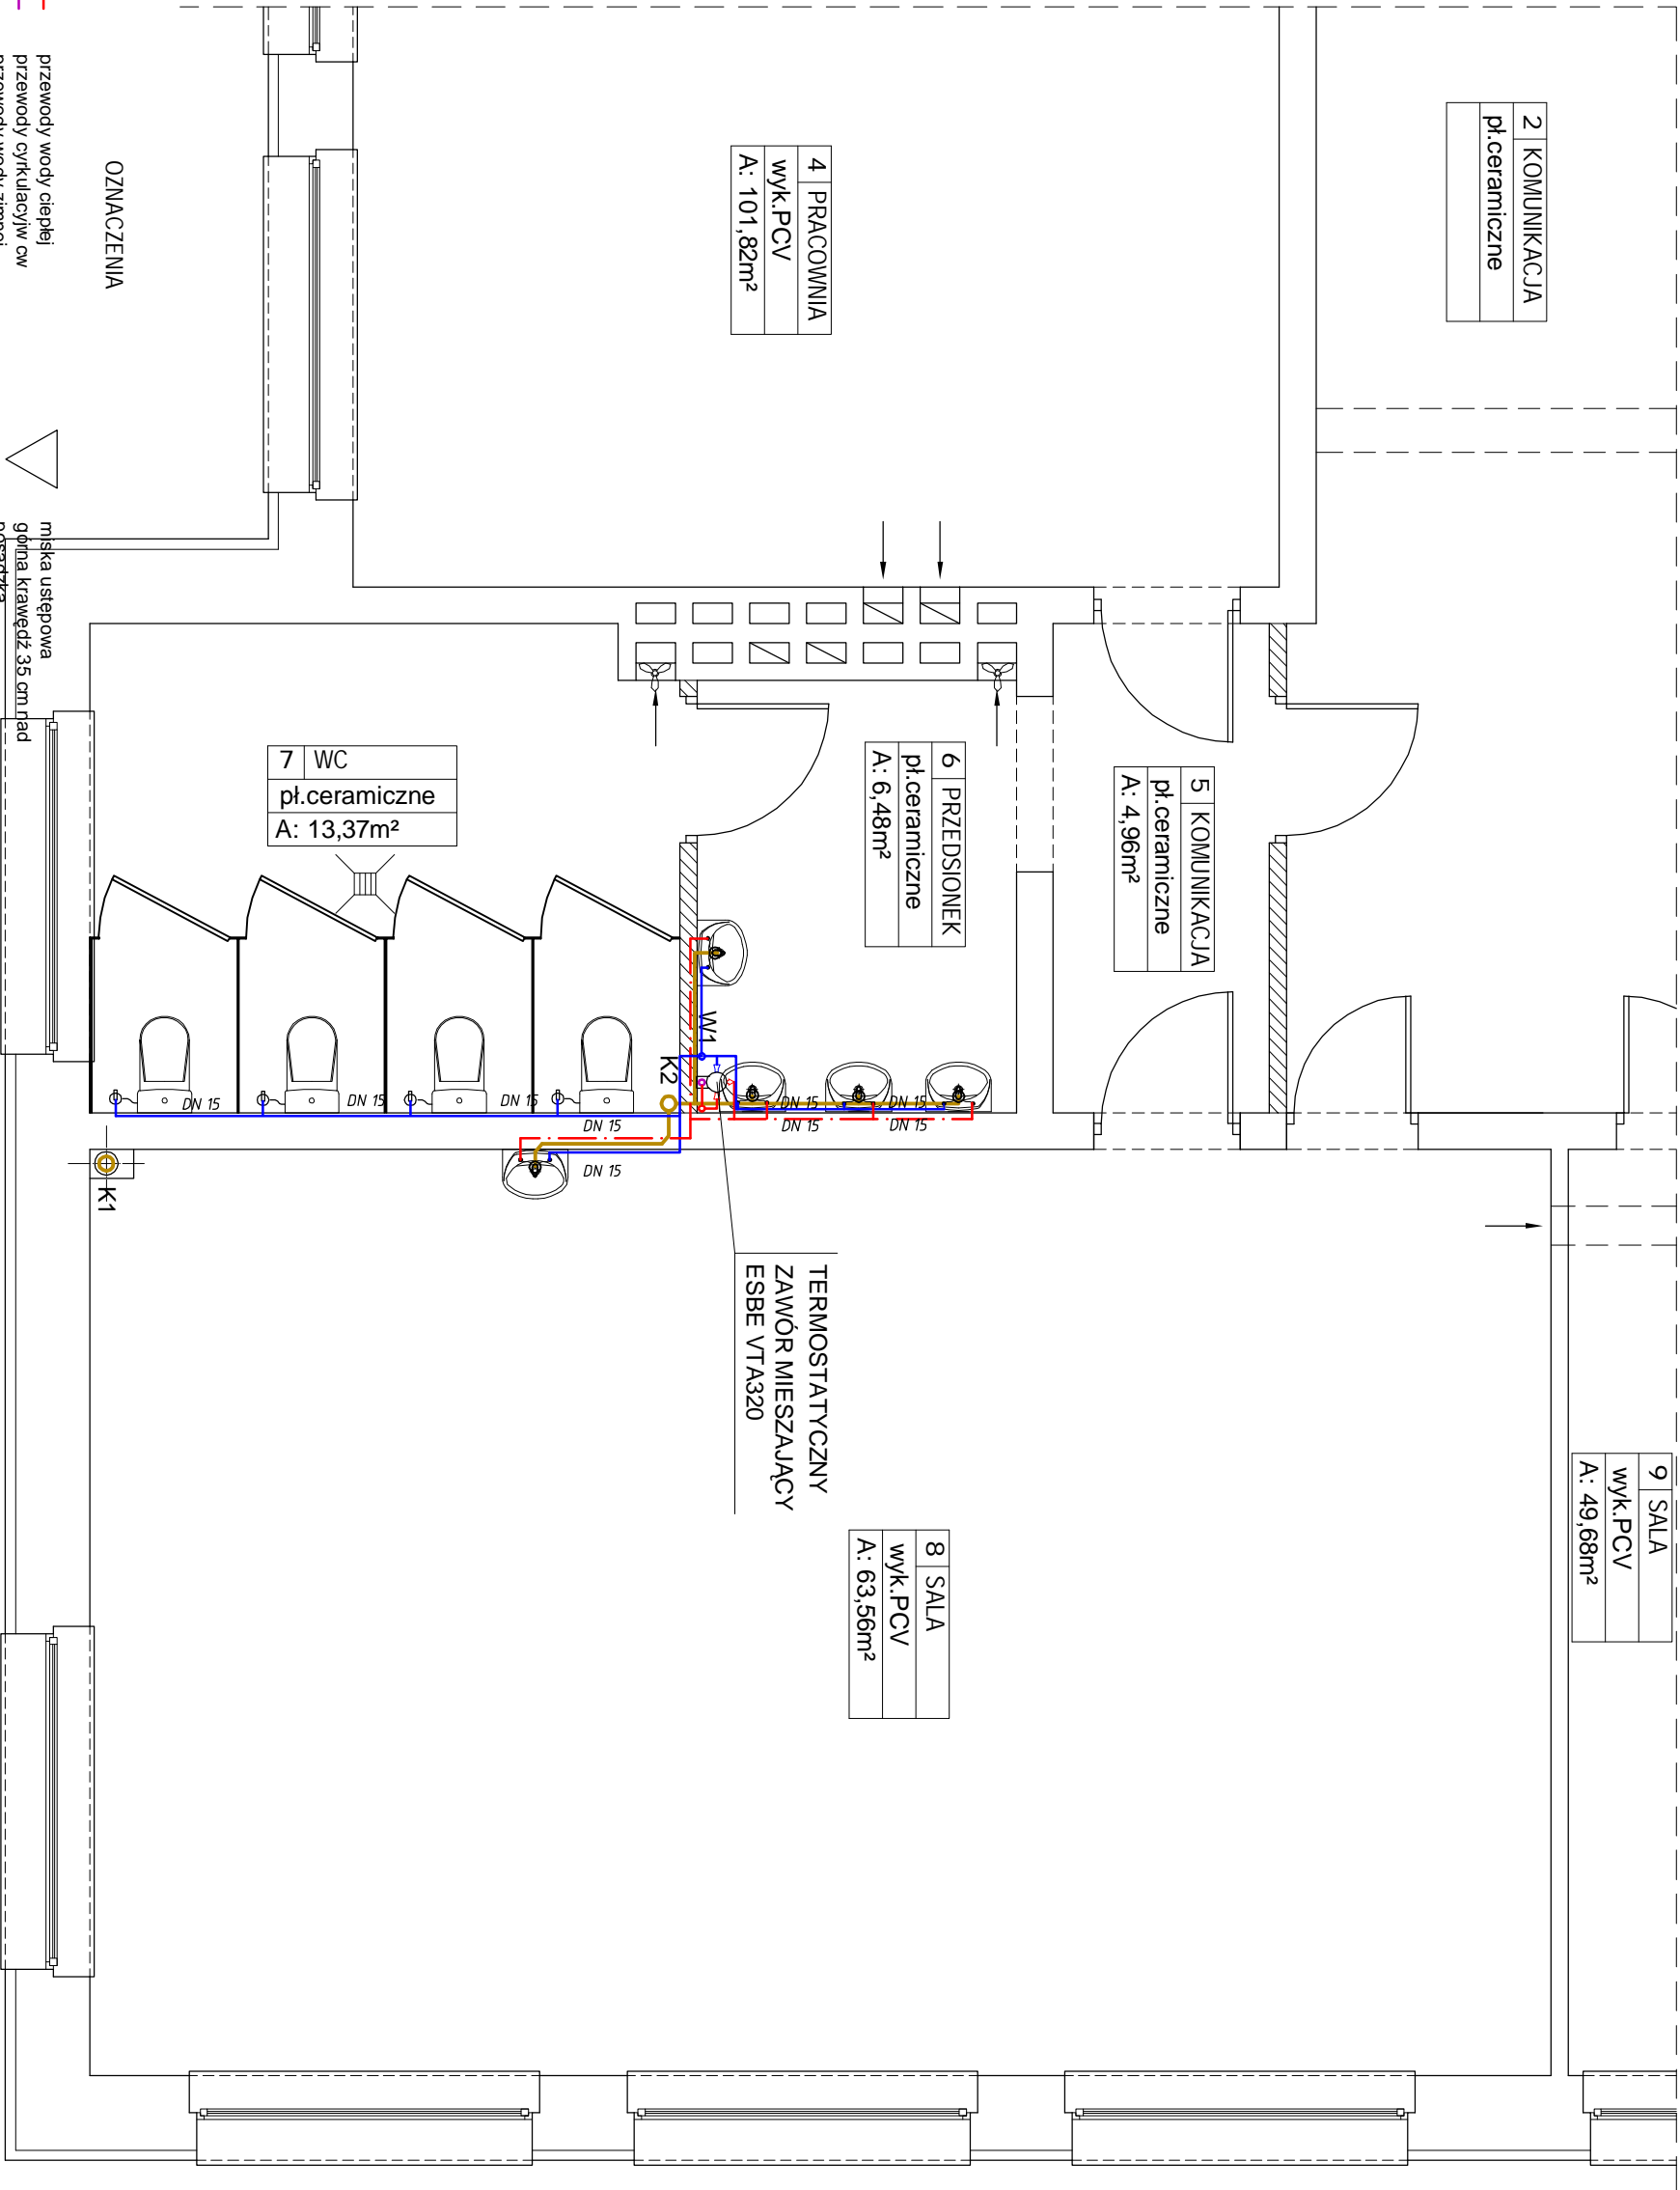 2 KOMUNIKACJA
pł.ceramiczne
4 PRACOWNIA
wyk.PCV
A: 101,82m²
5 KOMUNIKACJA
pł.ceramiczne
A: 4,96m²
6 PRZEDSIONEK
pł.ceramiczne
A: 6,48m²
7 WC
pł.ceramiczne
A: 13,37m²
W1
K2
DN 15
DN 15
DN 15
DN 15
DN 15
DN 15
DN 15
DN 15
DN 15
K1
TERMOSTATYCZNY
ZAWÓR MIESZAJĄCY
ESBE VTA320
8 SALA
wyk.PCV
A: 63,56m²
9 SALA
wyk.PCV
A: 49,68m²
OZNACZENIA
przewody wody ciepłej
przewody cyrkulacyjw cw
przewody wody zimnej
miska ustępowa
górna krawędź 35 cm nad
posadzką